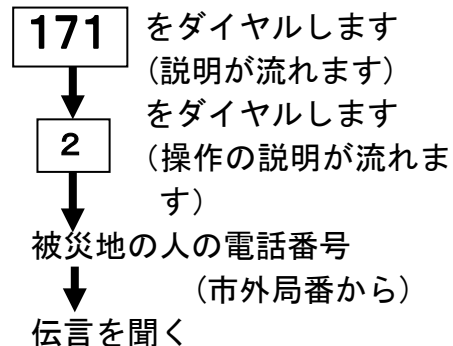 171 をダイヤルします
（説明が流れます）
をダイヤルします
2 （操作の説明が流れま
す）
被災地の人の電話番号
（市外局番から）
伝言を聞く